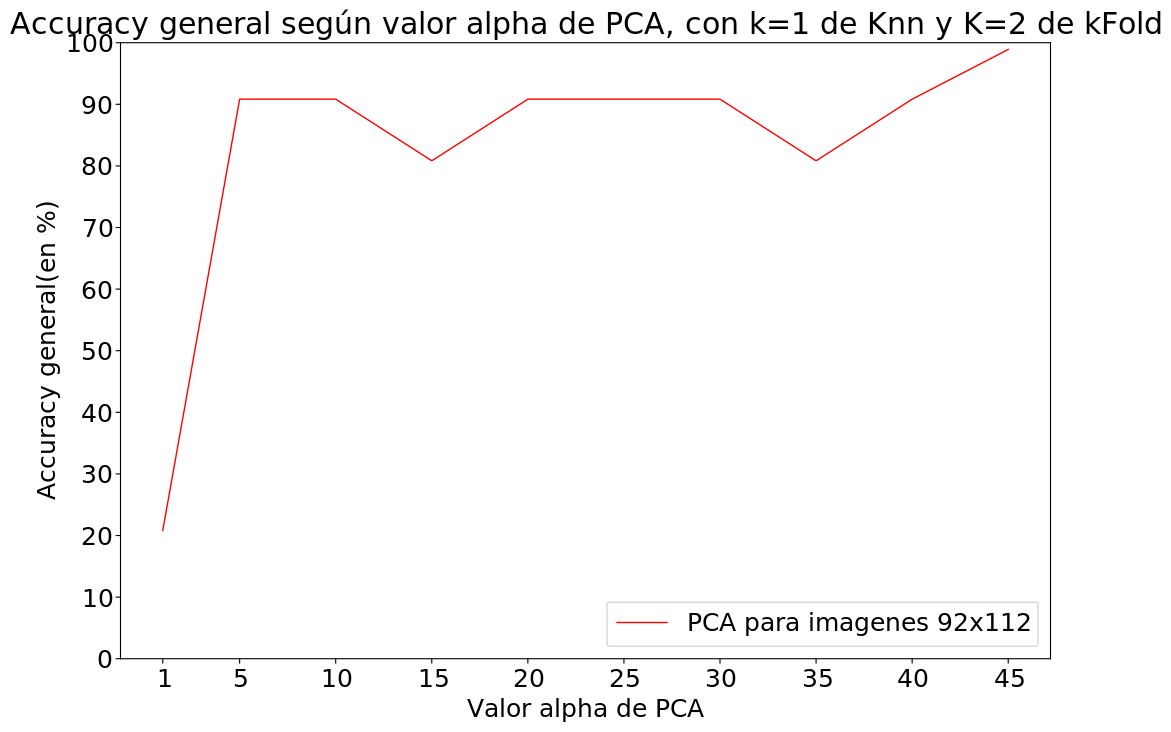 Accuracy general según valor alpha de PCA, con k=1 de Knn y K=2 de kFold
100
90
80
70
60
50
40
30
20
10
0
Accuracy general(en %)
PCA para imagenes 92x112
1 5 10 15 20 25 30 35 40 45
Valor alpha de PCA